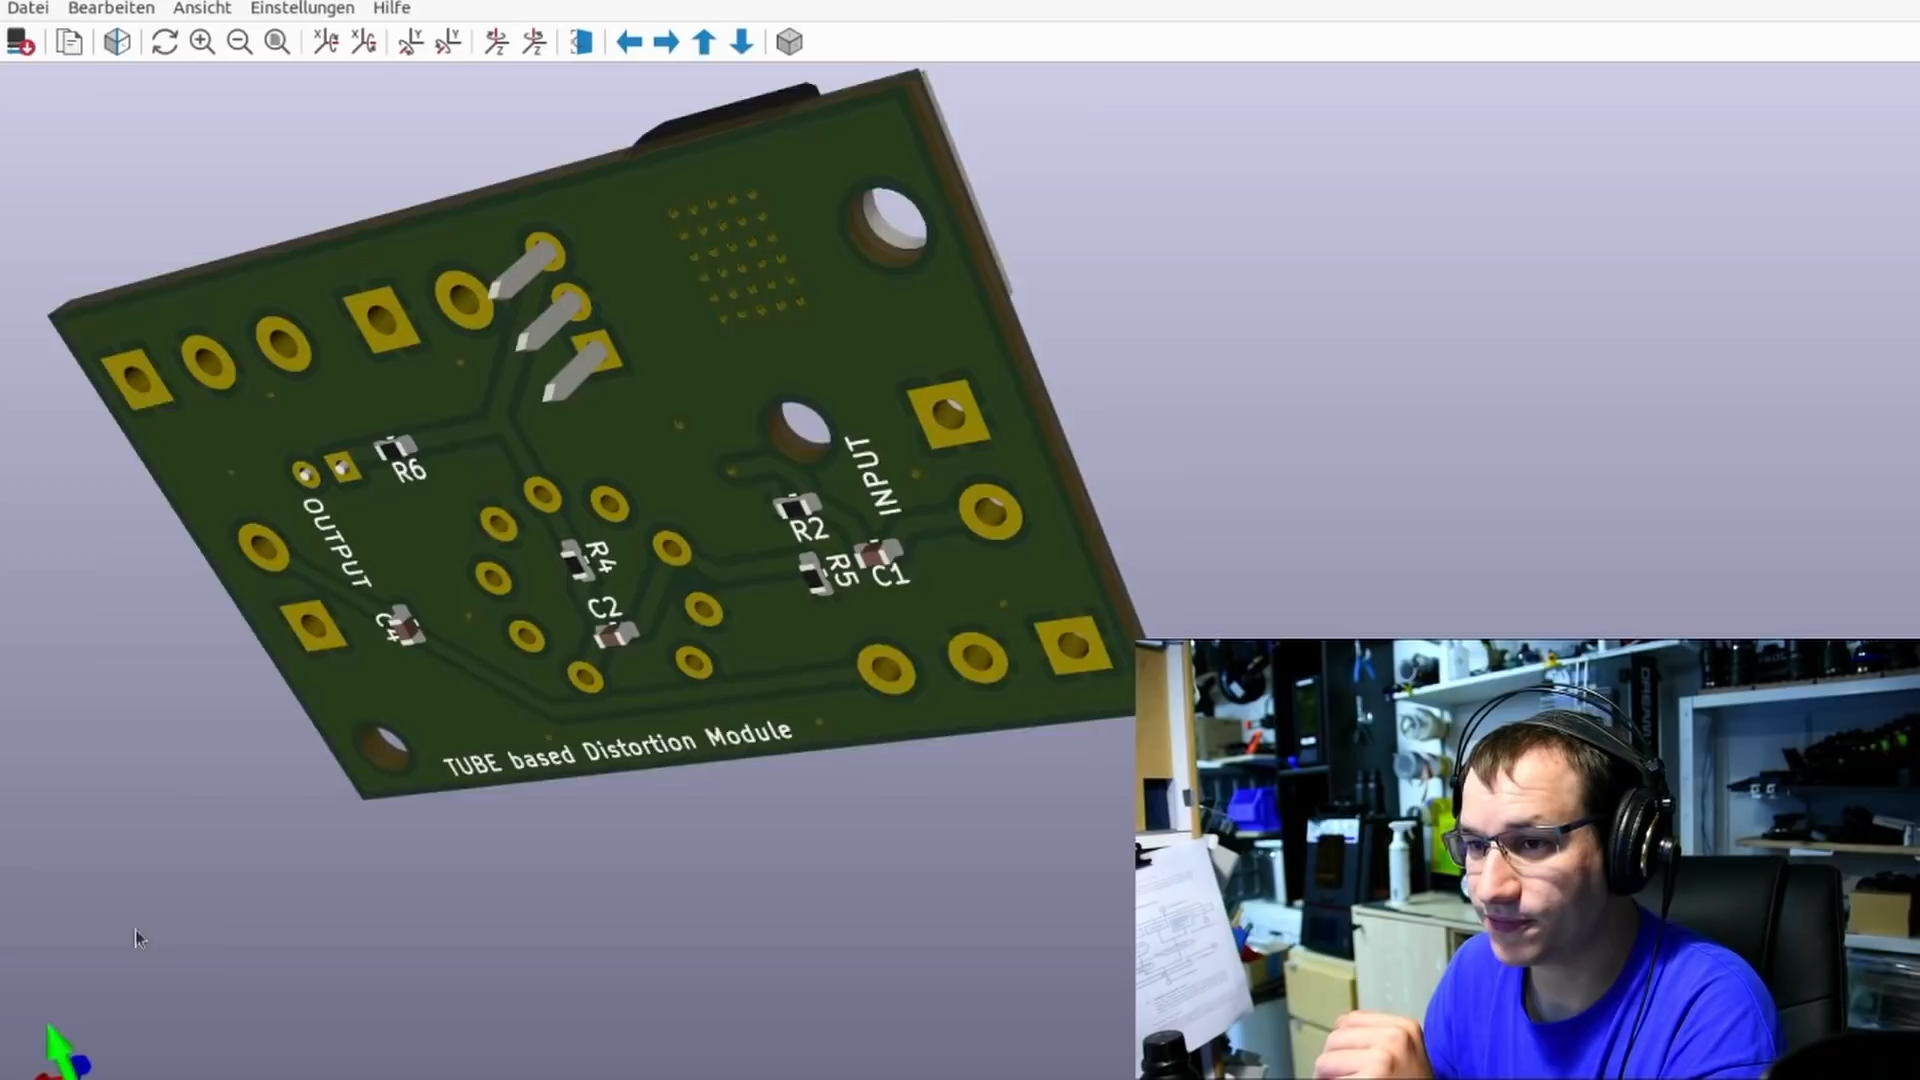 Datei Bearbeiten Ansicht Einstellungen Hilfe
R6
OUTPUT
INPUT
R2
R4
R5
C1
C2
C4
TUBE based Distortion Module